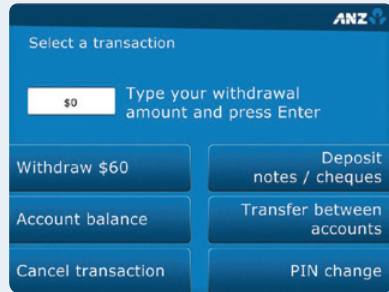 ANZ
Select a transaction
$0
Type your withdrawal
amount and press Enter
Withdraw $60
Deposit
notes / cheques
Account balance
Transfer between
accounts
Cancel transaction
PIN change